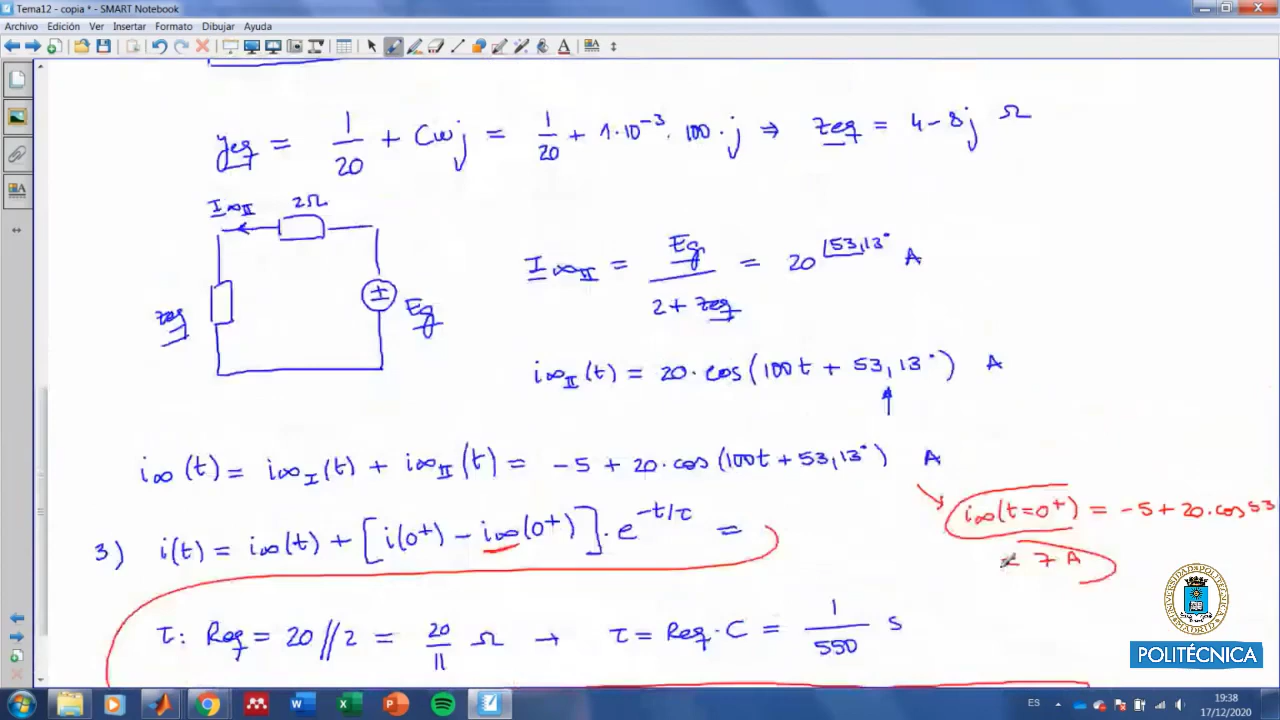 Tema12 - copia * - SMART Notebook
Archivo Edición Ver Insertar Formato Dibujar Ayuda
yeq = 1/20 + Cωj = 1/20 + 1·10⁻³·100·j ⇒ Zeq = 4-8j Ω
I∞II 2Ω
Zeq Eg
I∞II = Eg / 2+Zeq = 20 |53,13° A
i∞II(t) = 20·cos(100t + 53,13°) A
i∞(t) = i∞I(t) + i∞II(t) = -5 + 20·cos(100t + 53,13°) A
i∞(t=0+) = -5 + 20·cos 53
3) i(t) = i∞(t) + [i(0+) - i∞(0+)]·e^(-t/τ) =
7 A
τ: Req = 20//2 = 20/11 Ω → τ = Req·C = 1/550 s
POLITÉCNICA
ES
19:38
17/12/2020